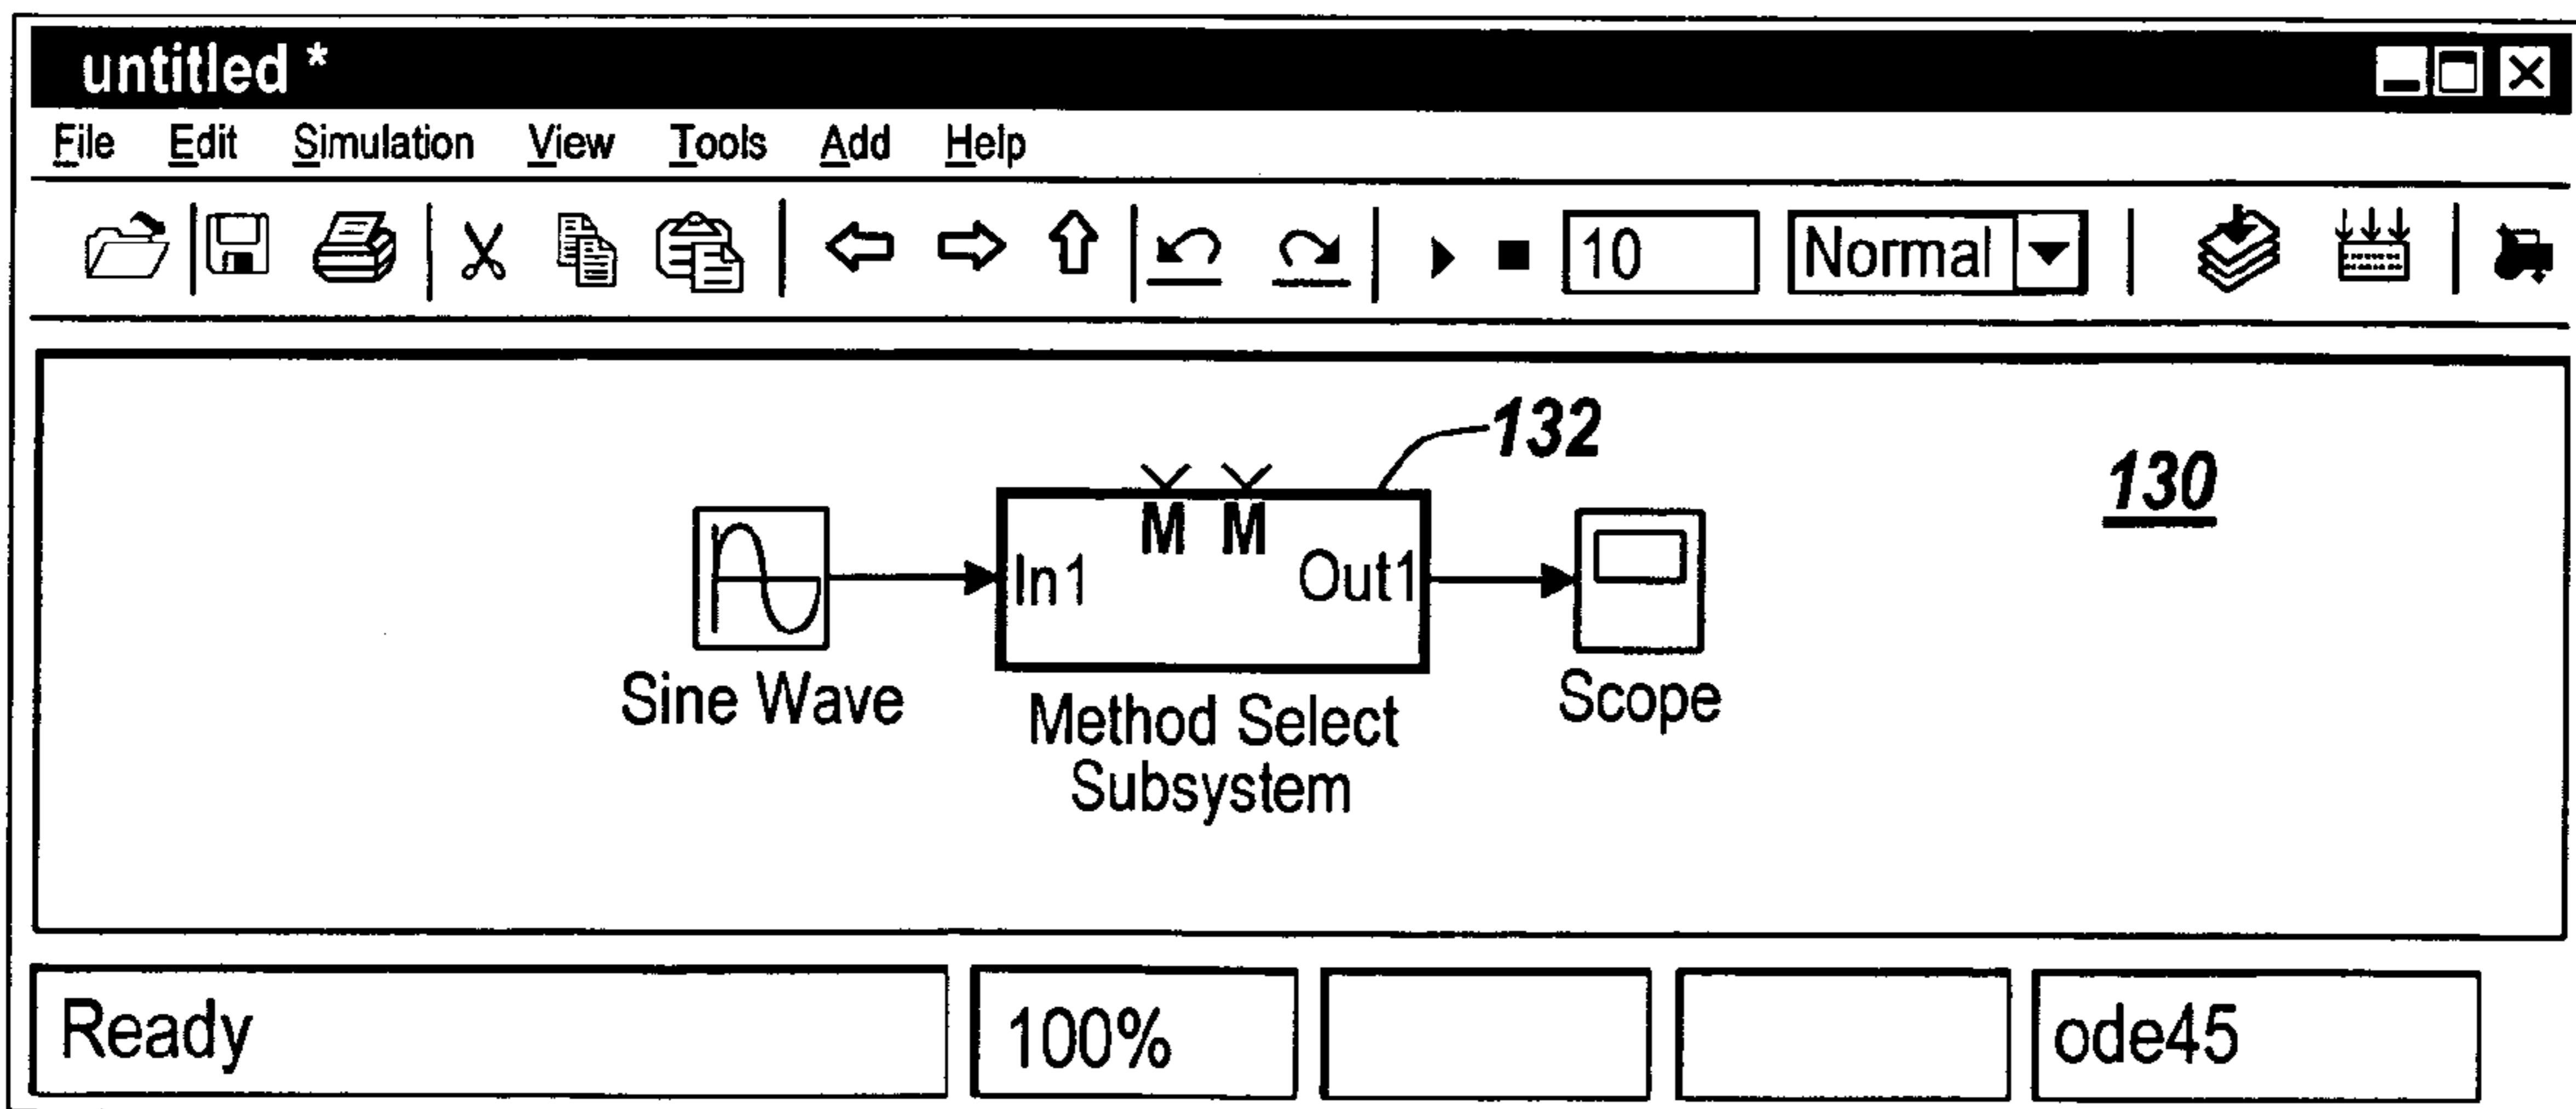 untitled *
File Edit Simulation View Tools Add Help
10 Normal
132
130
M M
In1 Out1
Sine Wave
Method Select
Subsystem
Scope
Ready 100% ode45